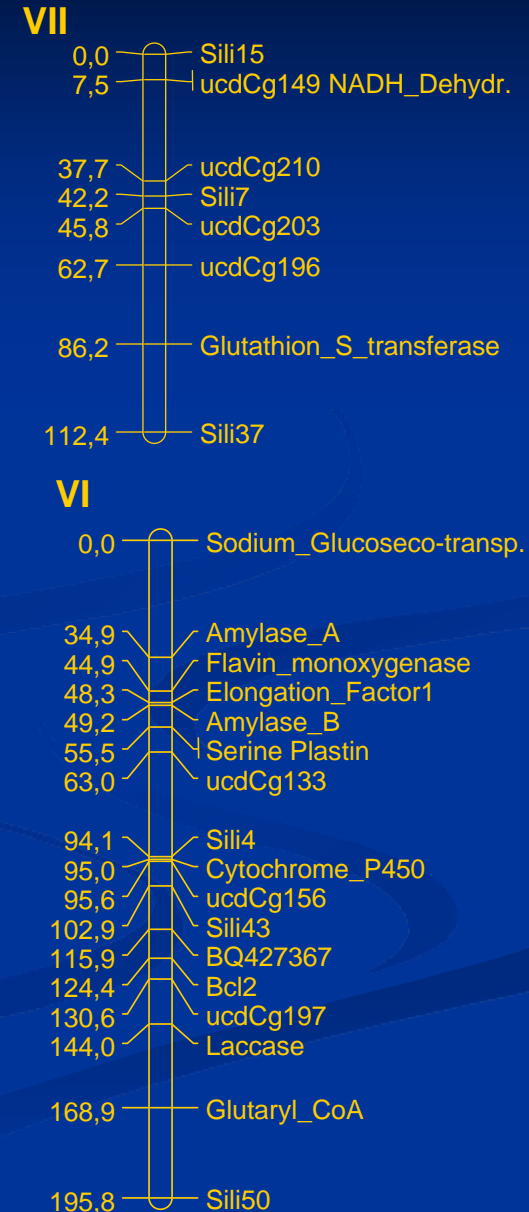 VII
0,0 Sili15
7,5 ucdCg149 NADH_Dehydr.
37,7 ucdCg210
42,2 Sili7
45,8 ucdCg203
62,7 ucdCg196
86,2 Glutathion_S_transferase
112,4 Sili37
VI
0,0 Sodium_Glucoseco-transp.
34,9 Amylase_A
44,9 Flavin_monoxygenase
48,3 Elongation_Factor1
49,2 Amylase_B
55,5 Serine Plastin
63,0 ucdCg133
94,1 Sili4
95,0 Cytochrome_P450
95,6 ucdCg156
102,9 Sili43
115,9 BQ427367
124,4 Bcl2
130,6 ucdCg197
144,0 Laccase
168,9 Glutaryl_CoA
195,8 Sili50